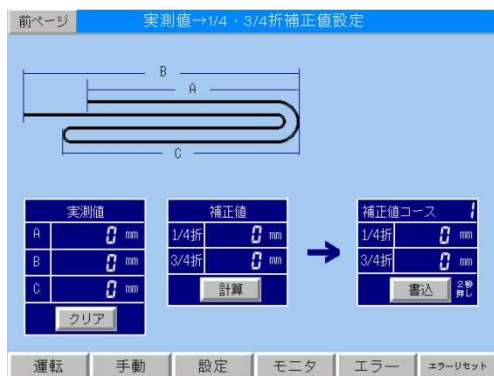 前ページ
実測値→1/4・3/4折補正値設定
B
A
C
実測値
A 0 mm
B 0 mm
C 0 mm
クリア
補正値
1/4折 0 mm
3/4折 0 mm
計算
→
補正値コース 1
1/4折 0 mm
3/4折 0 mm
書込 2秒押し
運転 手動 設定 モニタ エラー エラーリセット